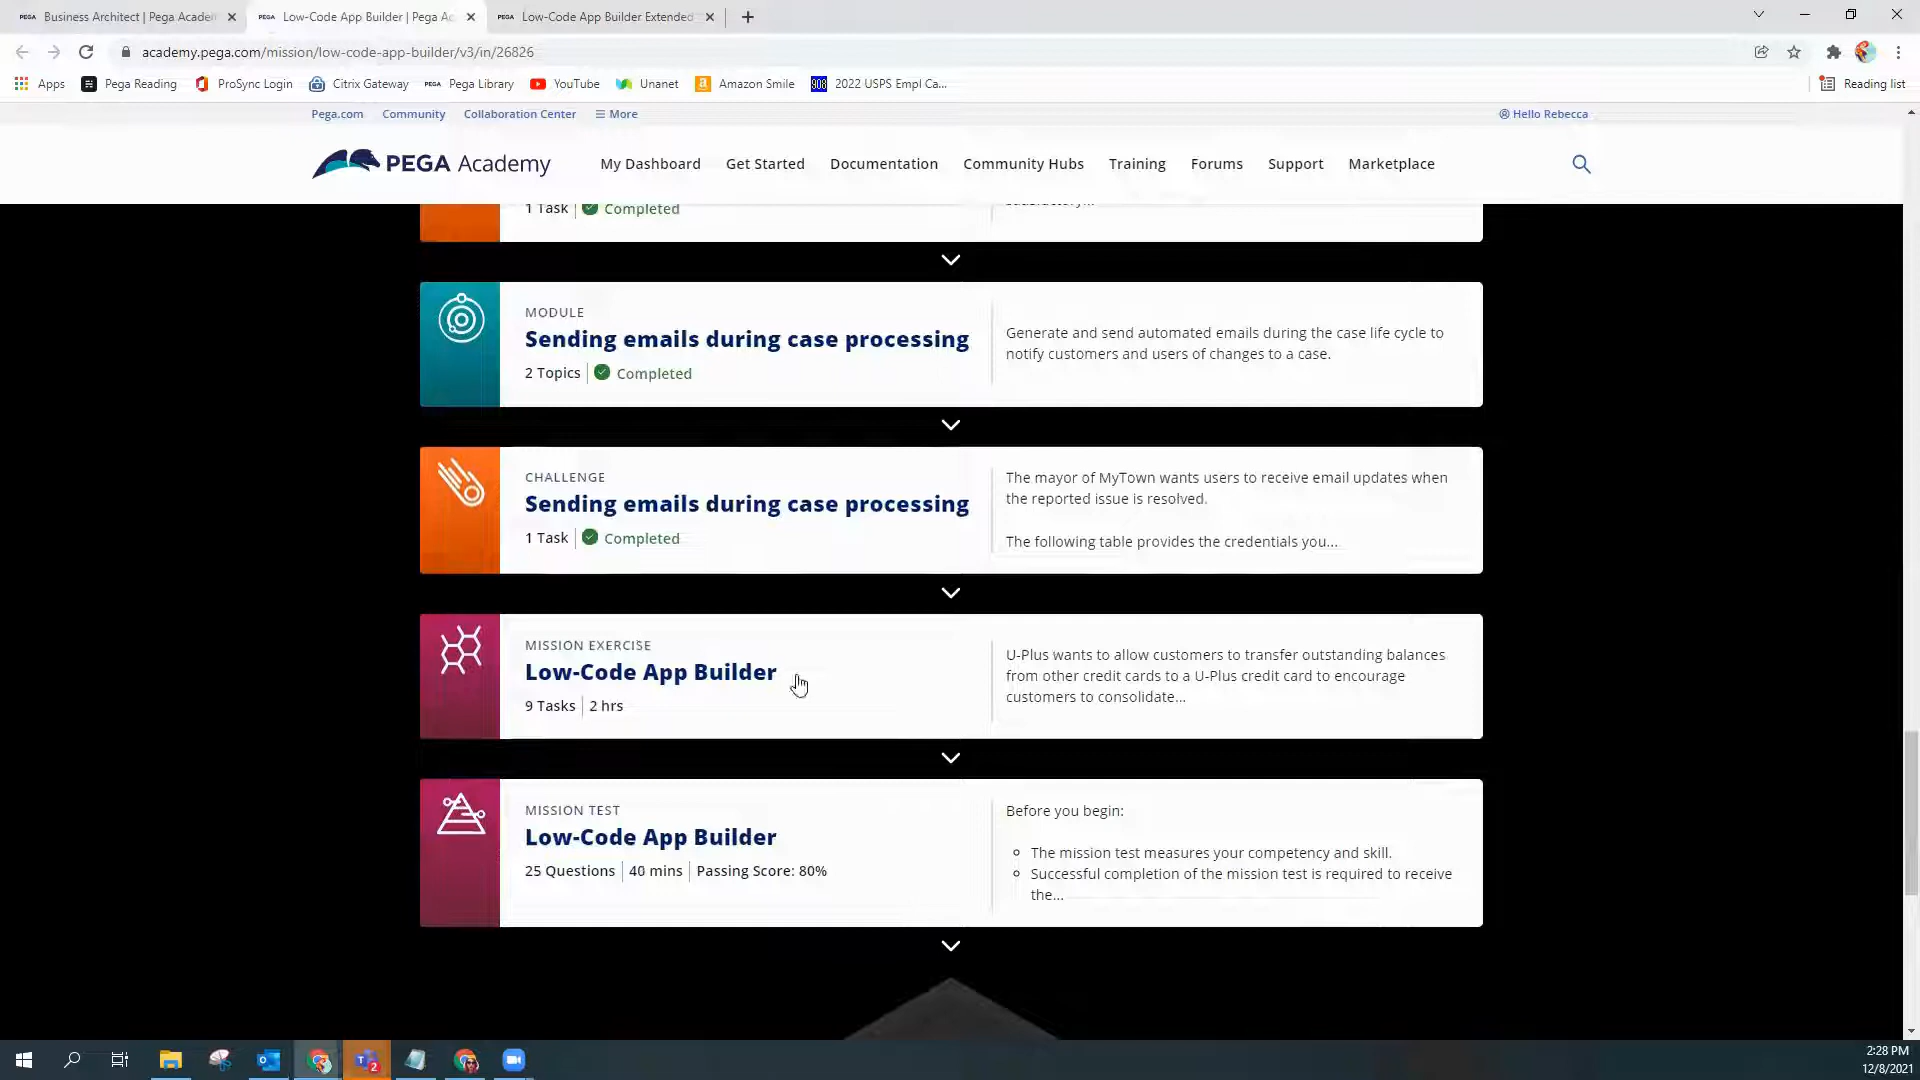 Business Architect | Pega Acade
Low-Code App Builder | Pega Ac
Low-Code App Builder Extended
academy.pega.com/mission/low-code-app-builder/v3/in/26826
Apps
Pega Reading
ProSync Login
Citrix Gateway
PEGA Pega Library
YouTube
Unanet
Amazon Smile
2022 USPS Empl Ca...
Reading list
Pega.com
Community
Collaboration Center
More
Hello Rebecca
PEGA Academy
My Dashboard
Get Started
Documentation
Community Hubs
Training
Forums
Support
Marketplace
1 Task
Completed
MODULE
Sending emails during case processing
2 Topics
Completed
Generate and send automated emails during the case life cycle to
notify customers and users of changes to a case.
CHALLENGE
Sending emails during case processing
1 Task
Completed
The mayor of MyTown wants users to receive email updates when
the reported issue is resolved.
The following table provides the credentials you...
MISSION EXERCISE
Low-Code App Builder
9 Tasks
2 hrs
U-Plus wants to allow customers to transfer outstanding balances
from other credit cards to a U-Plus credit card to encourage
customers to consolidate...
MISSION TEST
Low-Code App Builder
25 Questions
40 mins
Passing Score: 80%
Before you begin:
The mission test measures your competency and skill.
Successful completion of the mission test is required to receive
the...
2:28 PM
12/8/2021